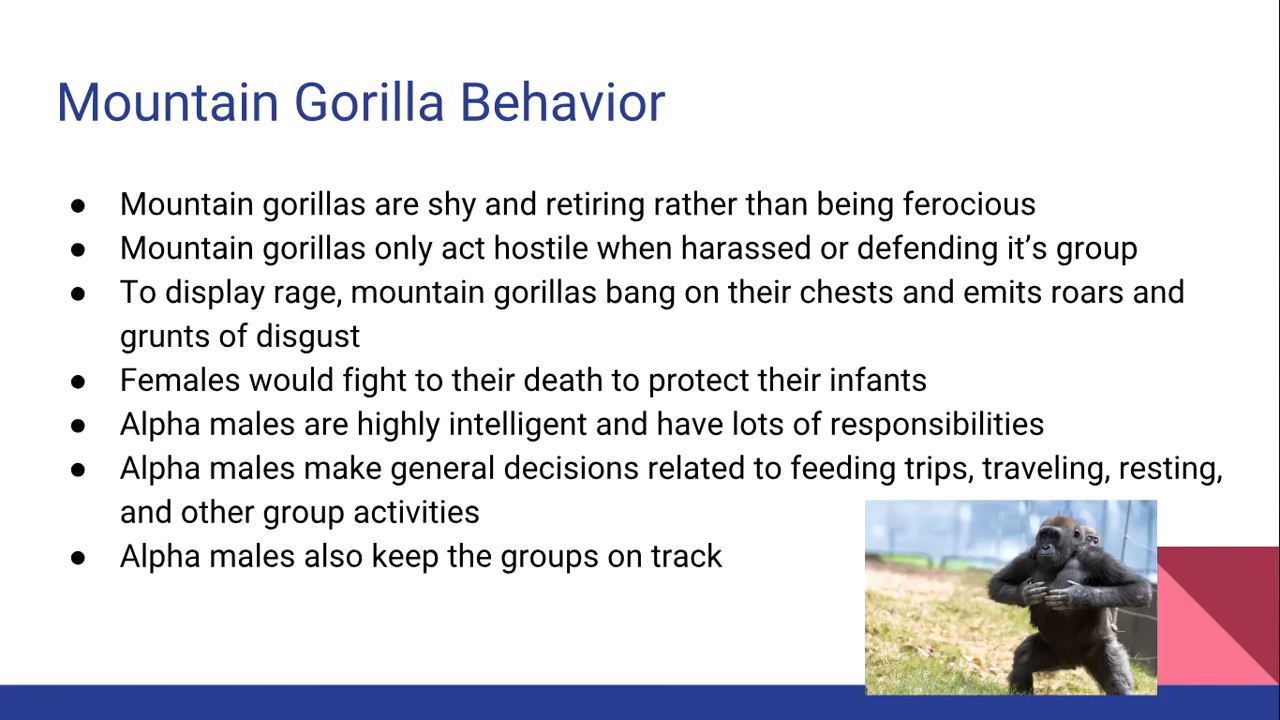 Mountain Gorilla Behavior
● Mountain gorillas are shy and retiring rather than being ferocious
● Mountain gorillas only act hostile when harassed or defending it’s group
● To display rage, mountain gorillas bang on their chests and emits roars and
grunts of disgust
● Females would fight to their death to protect their infants
● Alpha males are highly intelligent and have lots of responsibilities
● Alpha males make general decisions related to feeding trips, traveling, resting,
and other group activities
● Alpha males also keep the groups on track